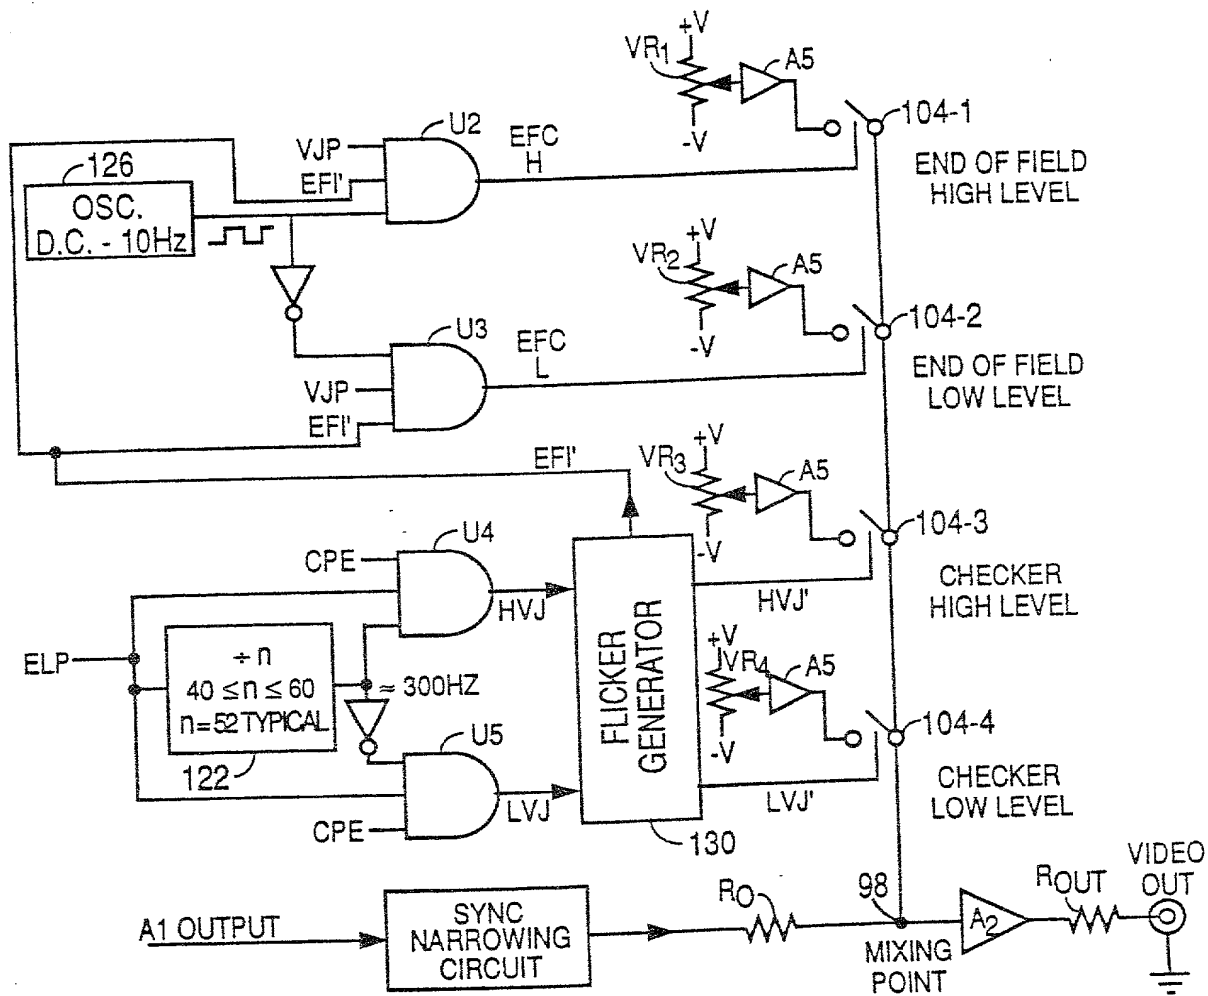 +V
VR1
A5
-V
104-1
U2
EFC
H
VJP
EFI'
END OF FIELD
HIGH LEVEL
126
OSC.
D.C. - 10Hz
+V
VR2
A5
-V
104-2
U3
EFC
L
VJP
EFI'
END OF FIELD
LOW LEVEL
EFI'
+V
VR3
A5
-V
104-3
U4
CPE
HVJ
HVJ'
CHECKER
HIGH LEVEL
FLICKER
GENERATOR
ELP
÷ n
40 ≤ n ≤ 60
n = 52 TYPICAL
≈ 300HZ
122
+V
VR4
A5
-V
104-4
U5
LVJ
LVJ'
CPE
CHECKER
LOW LEVEL
130
A1 OUTPUT
SYNC
NARROWING
CIRCUIT
RO
98
MIXING
POINT
A2
ROUT
VIDEO
OUT